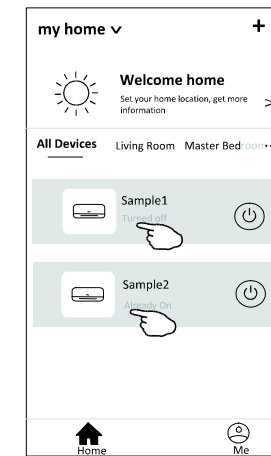 my home
+
Welcome home
Set your home location, get more
information
>
All Devices Living Room Master Bedroom
Sample1
Turned off
Sample2
Already On
Home Me